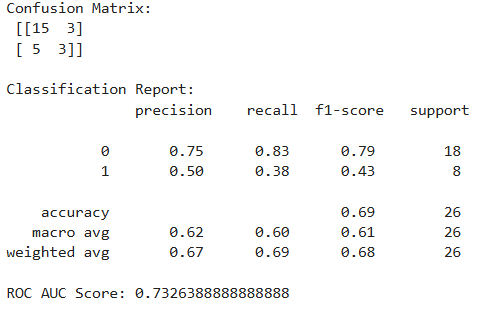 Confusion Matrix:
[[15  3]
[ 5  3]]
Classification Report:
precision    recall  f1-score   support
0       0.75      0.83      0.79        18
1       0.50      0.38      0.43         8
accuracy                           0.69        26
macro avg       0.62      0.60      0.61        26
weighted avg       0.67      0.69      0.68        26
ROC AUC Score: 0.7326388888888888